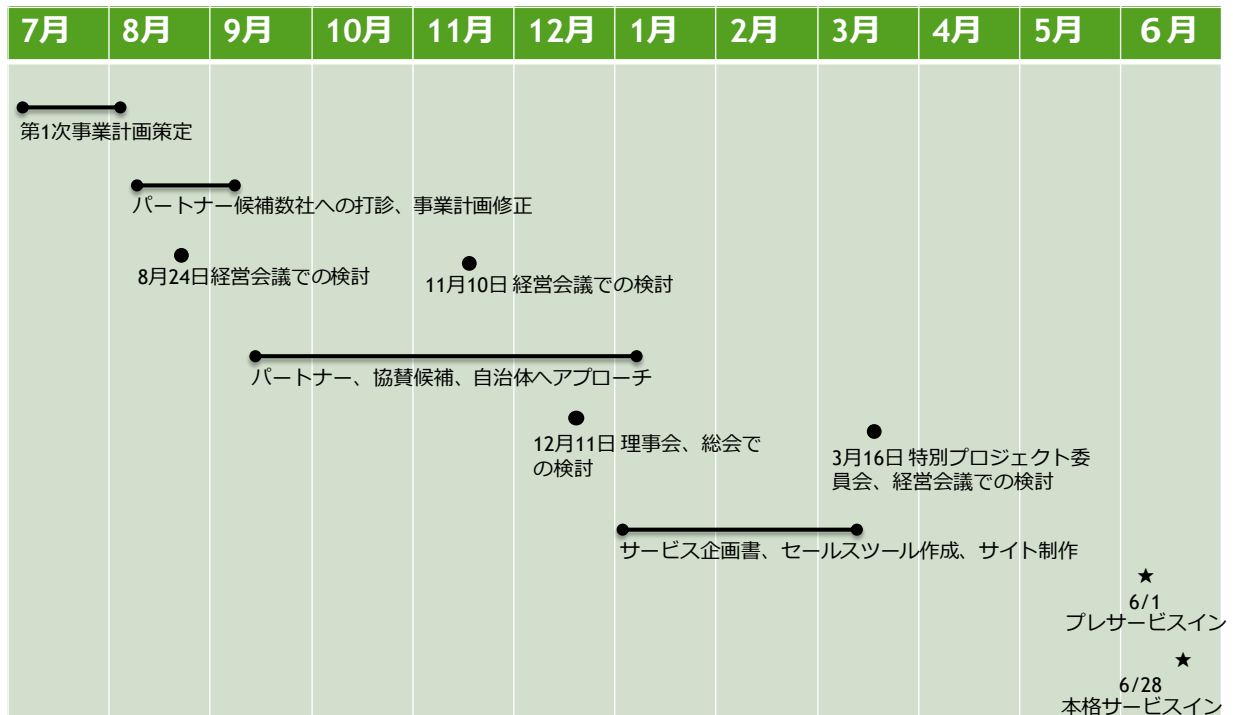 7月 8月 9月 10月 11月 12月 1月 2月 3月 4月 5月 6月
第1次事業計画策定
パートナー候補数社への打診、事業計画修正
8月24日経営会議での検討
11月10日 経営会議での検討
パートナー、協賛候補、自治体へアプローチ
12月11日 理事会、総会で
の検討
3月16日 特別プロジェクト委
員会、経営会議での検討
サービス企画書、セールスツール作成、サイト制作
★
6/1
プレサービスイン
★
6/28
本格サービスイン